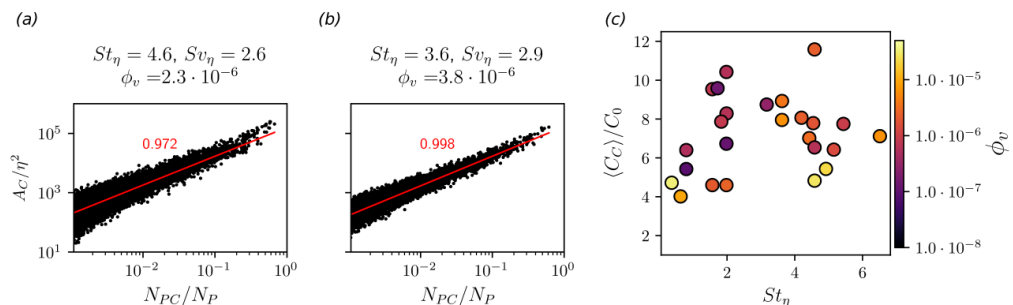 (a)
(b)
(c)
St_η = 4.6, Sv_η = 2.6
ϕ_v =2.3 · 10^−6
St_η = 3.6, Sv_η = 2.9
ϕ_v =3.8 · 10^−6
A_C/η^2
10^5
10^3
10^1
0.972
10^−2
10^−1
10^0
N_PC/N_P
0.998
10^−2
10^−1
10^0
N_PC/N_P
⟨C_C⟩/C_0
12
10
8
6
4
2
2
4
6
St_η
1.0 · 10^−5
1.0 · 10^−6
1.0 · 10^−7
1.0 · 10^−8
ϕ_v